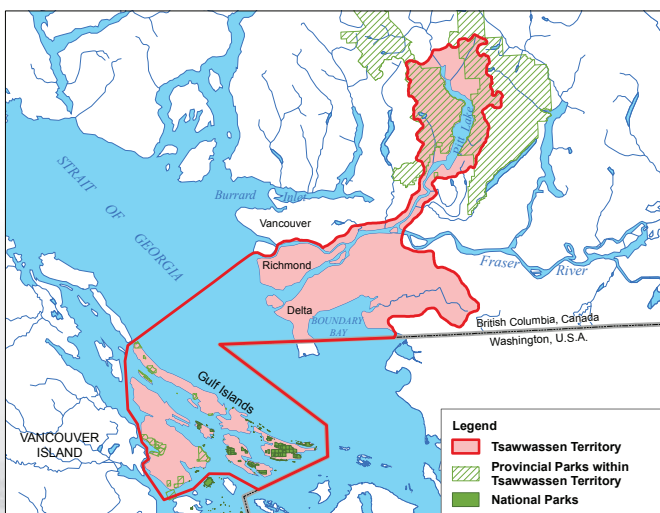 Pitt Lake
STRAIT OF GEORGIA
Burrard Inlet
Vancouver
Richmond
Fraser River
Delta
BOUNDARY
BAY
British Columbia, Canada
Washington, U.S.A.
Gulf Islands
VANCOUVER
ISLAND
Legend
Tsawwassen Territory
Provincial Parks within
Tsawwassen Territory
National Parks